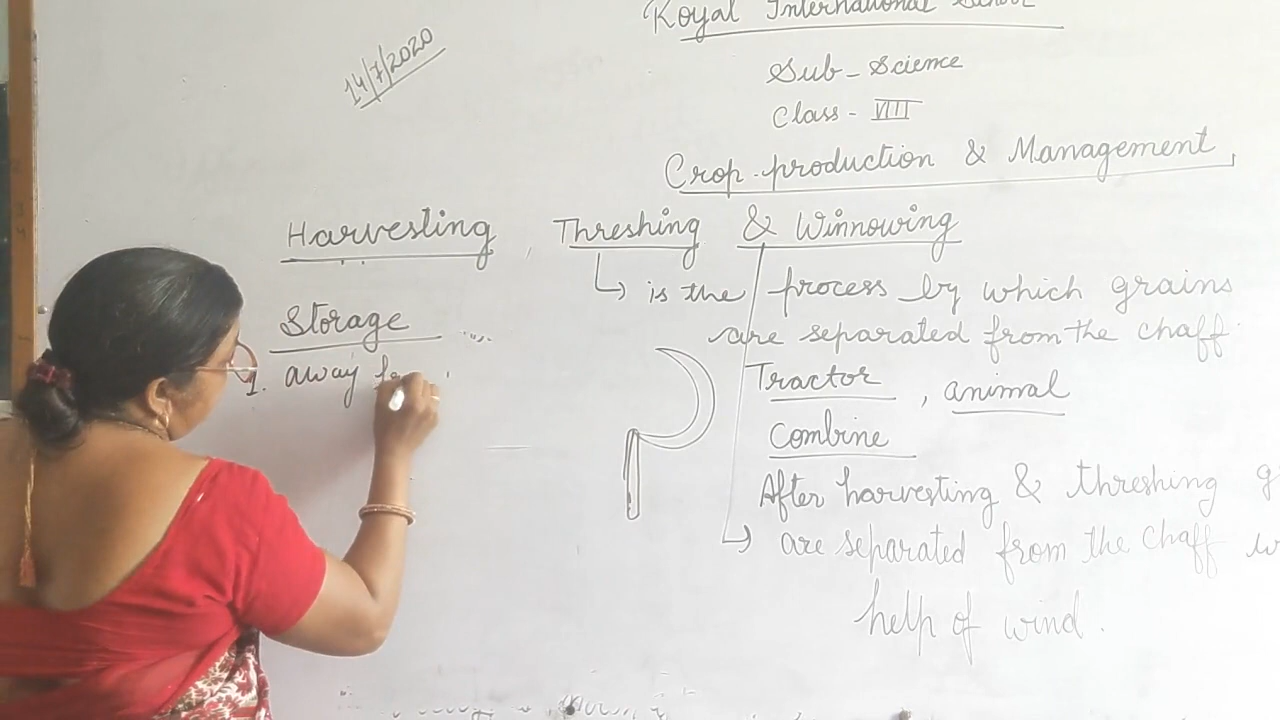 14/7/2020
Royal International School
Sub - Science
Class - VIII
Crop production & Management
Harvesting, Threshing & Winnowing
is the process by which grains
are separated from the chaff.
Tractor, animal
Combine
After harvesting & threshing
are separated from the chaff
help of wind.
Storage
1. away